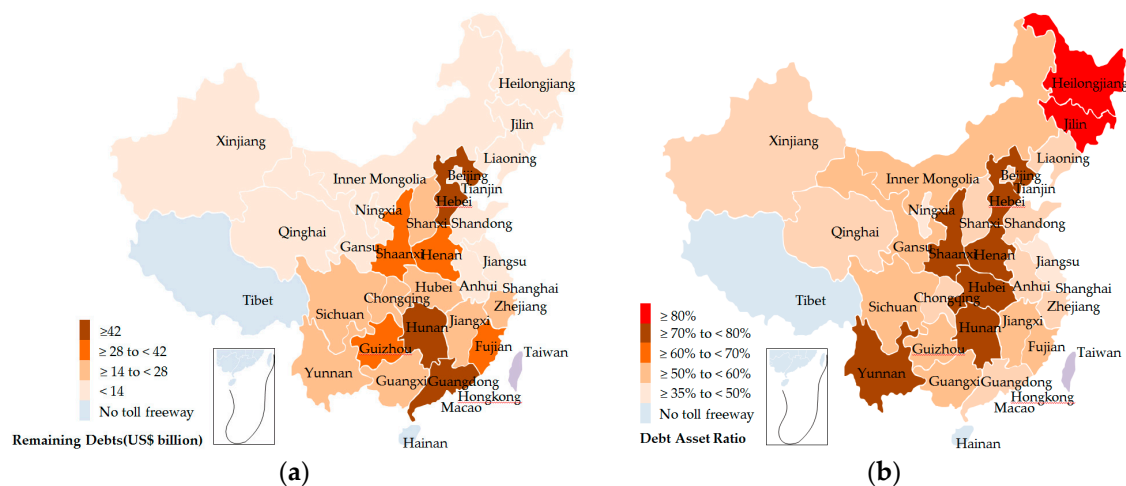 Heilongjiang
Jilin
Xinjiang
Liaoning
Inner Mongolia
Beijing
Tianjin
Hebei
Ningxia
Shanxi
Shandong
Qinghai
Gansu
Shaanxi
Henan
Jiangsu
Hubei
Anhui
Shanghai
Tibet
Chongqing
Zhejiang
Sichuan
Hunan
Jiangxi
Guizhou
Fujian
Taiwan
Yunnan
Guangxi
Guangdong
Hongkong
Macao
Hainan
≥42
≥ 28 to < 42
≥ 14 to < 28
< 14
No toll freeway
Remaining Debts(US$ billion)
(a)
Heilongjiang
Jilin
Xinjiang
Liaoning
Inner Mongolia
Beijing
Tianjin
Hebei
Ningxia
Shanxi
Shandong
Qinghai
Gansu
Shaanxi
Henan
Jiangsu
Hubei
Anhui
Shanghai
Tibet
Chongqing
Zhejiang
Sichuan
Hunan
Jiangxi
Guizhou
Fujian
Taiwan
Yunnan
Guangxi
Guangdong
Hongkong
Macao
Hainan
≥ 80%
≥ 70% to < 80%
≥ 60% to < 70%
≥ 50% to < 60%
≥ 35% to < 50%
No toll freeway
Debt Asset Ratio
(b)